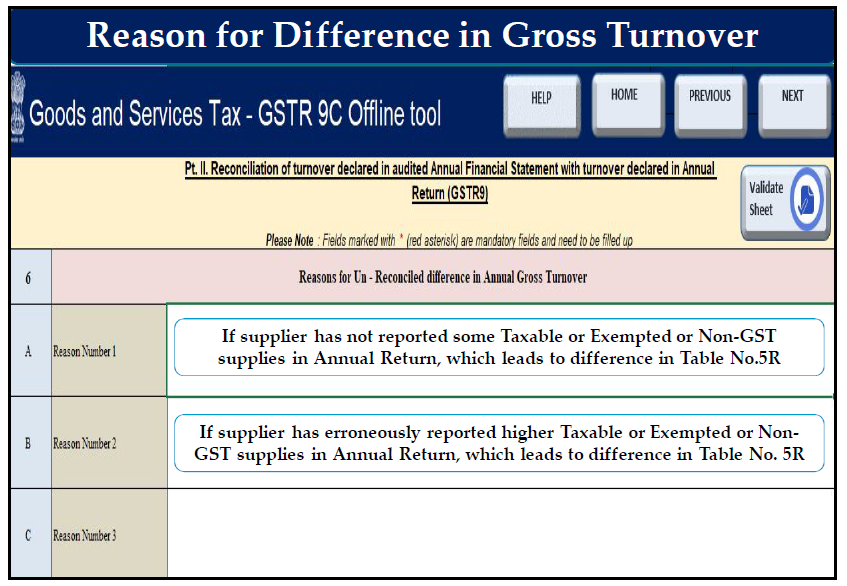 Reason for Difference in Gross Turnover
Goods and Services Tax - GSTR 9C Offline tool
HELP
HOME
PREVIOUS
NEXT
Pt. II. Reconciliation of turnover declared in audited Annual Financial Statement with turnover declared in Annual
Return (GSTR9)
Validate
Sheet
Please Note : Fields marked with * (red asterisk) are mandatory fields and need to be filled up
6
Reasons for Un - Reconciled difference in Annual Gross Turnover
A
Reason Number 1
If supplier has not reported some Taxable or Exempted or Non-GST
supplies in Annual Return, which leads to difference in Table No.5R
B
Reason Number 2
If supplier has erroneously reported higher Taxable or Exempted or Non-
GST supplies in Annual Return, which leads to difference in Table No. 5R
C
Reason Number 3